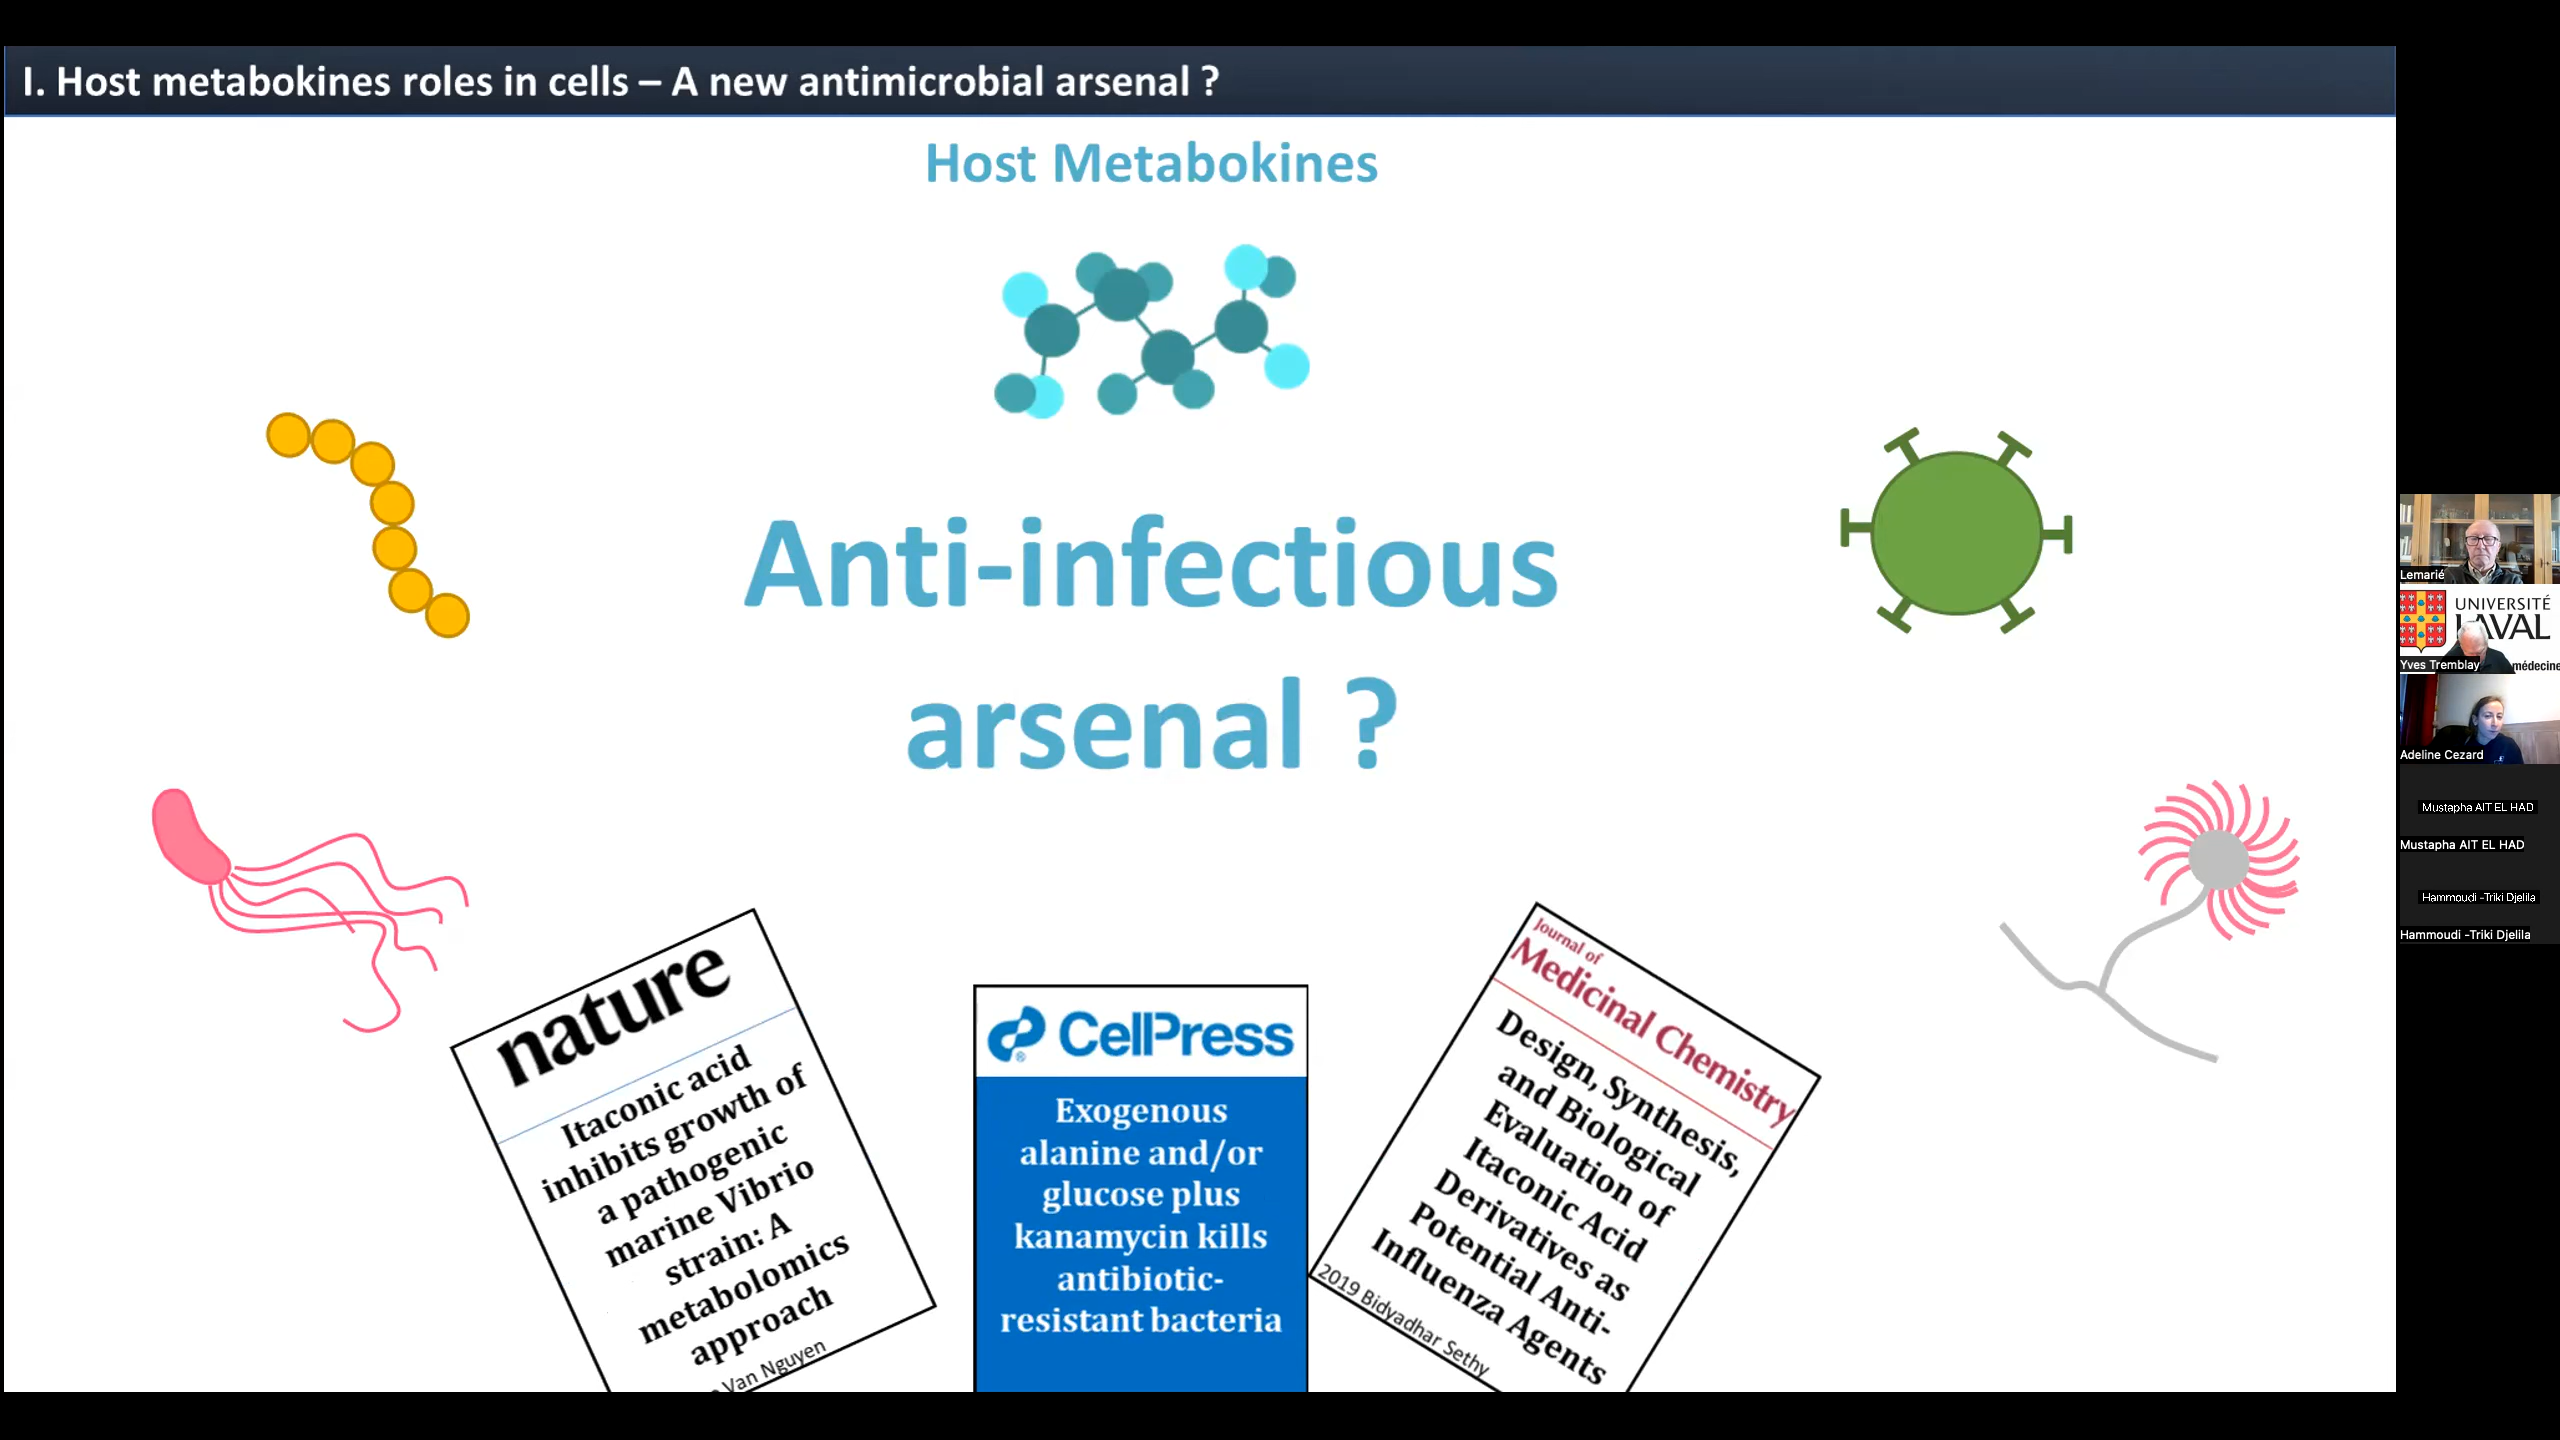 I. Host metabokines roles in cells – A new antimicrobial arsenal ?
Host Metabokines
Anti-infectious
arsenal ?
nature
Itaconic acid
inhibits growth of
a pathogenic
marine Vibrio
strain: A
metabolomics
approach
Van Nguyen
CellPress
®
Exogenous
alanine and/or
glucose plus
kanamycin kills
antibiotic-
resistant bacteria
Journal of
Medicinal Chemistry
Design, Synthesis,
and Biological
Evaluation of
Itaconic Acid
Derivatives as
Potential Anti-
Influenza Agents
2019 Bidyadhar Sethy
Lemarié
UNIVERSITÉ
LAVAL
médecine
Yves Tremblay
Adeline Cezard
Mustapha AIT EL HAD
Mustapha AIT EL HAD
Hammoudi -Triki Djelila
Hammoudi -Triki Djelila